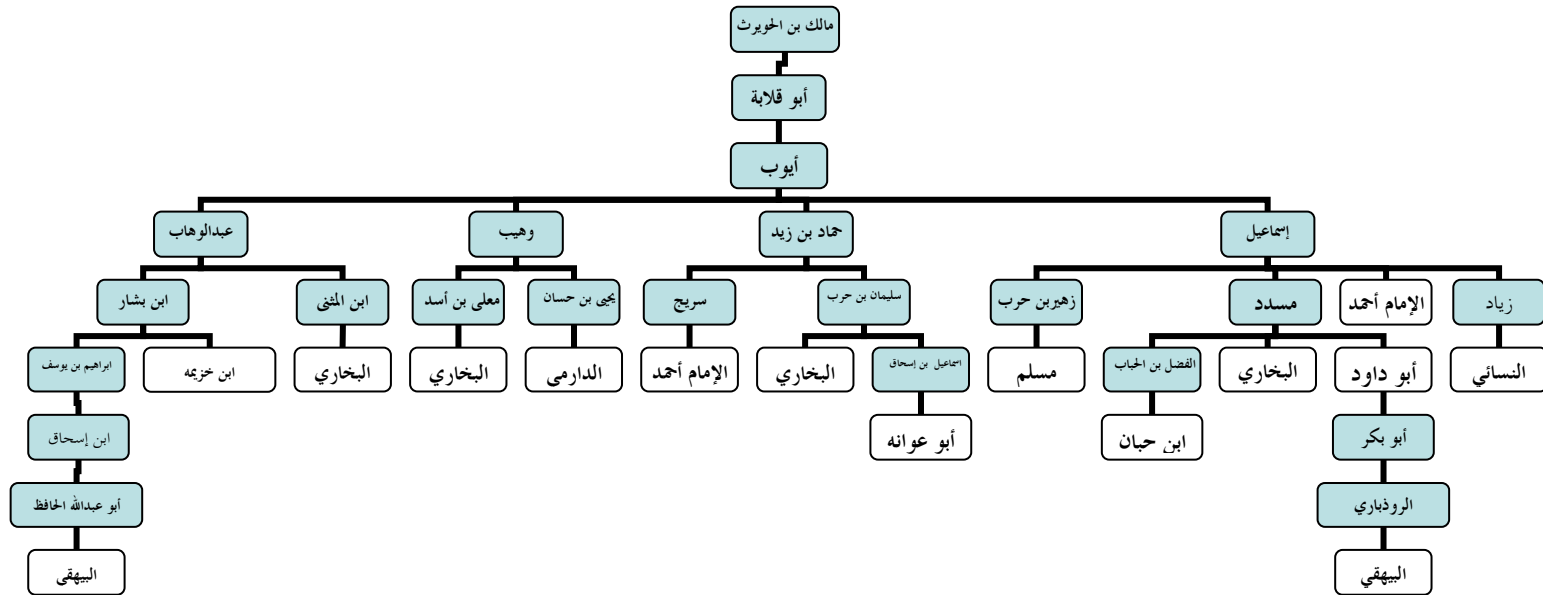 مالك بن الحويرث
أبو قلابة
أيوب
إسماعيل
حماد بن زيد
وهيب
عبدالوهاب
زياد
الإمام أحمد
مسدد
زهيربن حرب
سليمان بن حرب
سريج
يحيى بن حسان
معلى بن أسد
ابن المثنى
ابن بشار
النسائي
أبو داود
البخاري
الفضل بن الحباب
مسلم
اسماعيل بن إسحاق
البخاري
الإمام أحمد
الدارمى
البخاري
البخاري
ابن خزيمه
ابراهيم بن يوسف
أبو بكر
ابن حبان
أبو عوانه
ابن إسحاق
الروذباري
أبو عبدالله الحافظ
البيهقي
البيهقى